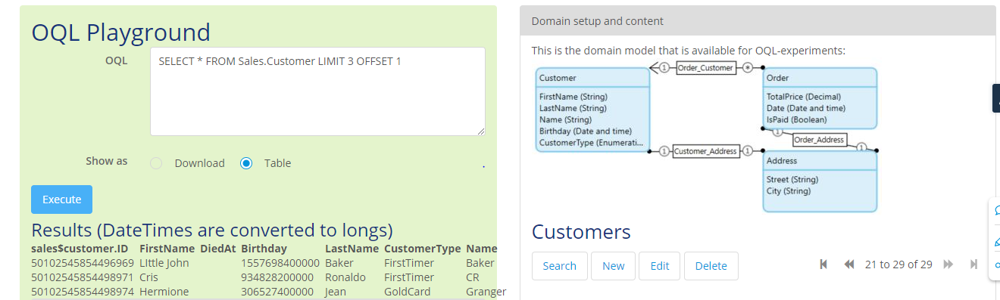 OQL Playground
OQL
SELECT * FROM Sales.Customer LIMIT 3 OFFSET 1
Show as
Download
Table
Execute
Results (DateTimes are converted to longs)
sales$customer.ID FirstName DiedAt Birthday LastName CustomerType Name
50102545854496969 LIttle John 1557698400000 Baker FirstTimer Baker
50102545854498971 Cris 934828200000 Ronaldo FirstTimer CR
50102545854498974 Hermione 306527400000 Jean GoldCard Granger
Domain setup and content
This is the domain model that is available for OQL-experiments:
Customer
FirstName (String)
LastName (String)
Name (String)
Birthday (Date and time)
CustomerType (Enumerati...
1 Order_Customer *
Order
TotalPrice (Decimal)
Date (Date and time)
IsPaid (Boolean)
1 Order_Address 1
1 Customer_Address 1
Address
Street (String)
City (String)
Customers
Search New Edit Delete 21 to 29 of 29